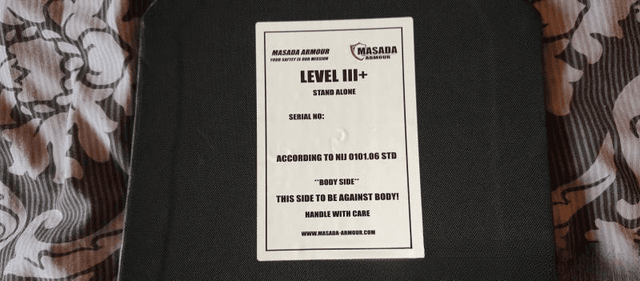 MASADA ARMOUR
YOUR SAFTEY IS OUR MISSION
MASADA
ARMOUR
LEVEL III+
STAND ALONE
SERIAL NO:
ACCORDING TO NIJ 0101.06 STD
**BODY SIDE**
THIS SIDE TO BE AGAINST BODY!
HANDLE WITH CARE
WWW.MASADA-ARMOUR.COM